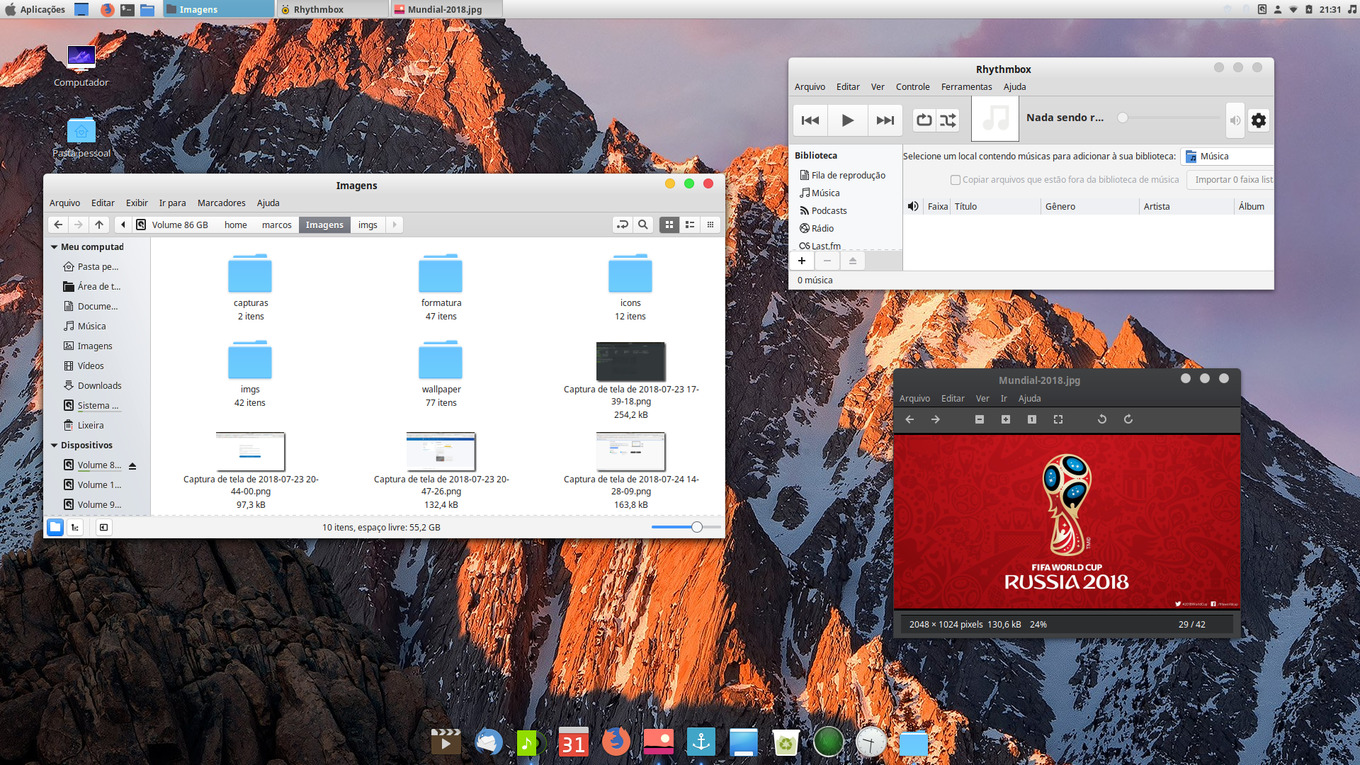 Aplicações
Imagens
Rhythmbox
Mundial-2018.jpg
21:31
Computador
Pasta pessoal
Imagens
Arquivo Editar Exibir Ir para Marcadores Ajuda
Volume 86 GB home marcos Imagens imgs
Meu computad
Pasta pe...
Área de t...
Docume...
Música
Imagens
Vídeos
Downloads
Sistema ...
Lixeira
Dispositivos
Volume 8...
Volume 1...
Volume 9...
capturas
2 itens
formatura
47 itens
icons
12 itens
imgs
42 itens
wallpaper
77 itens
Captura de tela de 2018-07-23 17-
39-18.png
254,2 kB
Captura de tela de 2018-07-23 20-
44-00.png
97,3 kB
Captura de tela de 2018-07-23 20-
47-26.png
132,4 kB
Captura de tela de 2018-07-24 14-
28-09.png
163,8 kB
10 itens, espaço livre: 55,2 GB
Rhythmbox
Arquivo Editar Ver Controle Ferramentas Ajuda
Nada sendo r...
Biblioteca
Fila de reprodução
Música
Podcasts
Rádio
Last.fm
Selecione um local contendo músicas para adicionar à sua biblioteca: Música
Copiar arquivos que estão fora da biblioteca de música Importar 0 faixa list
Faixa Título Gênero Artista Álbum
0 música
Mundial-2018.jpg
Arquivo Editar Ver Ir Ajuda
FIFA WORLD CUP
RUSSIA 2018
2048 × 1024 pixels 130,6 kB 24% 29 / 42
31